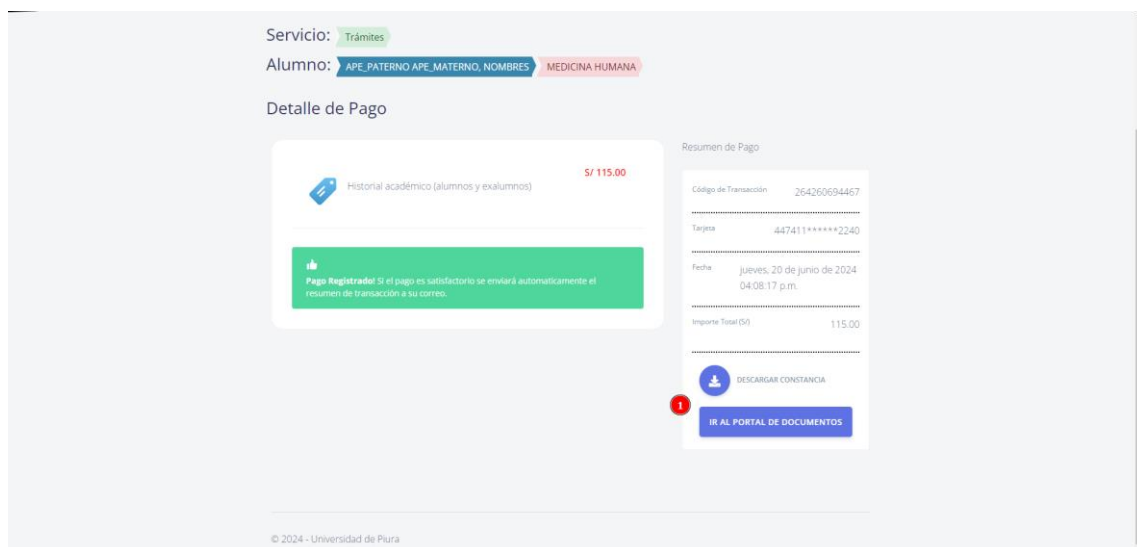 Servicio: Trámites
Alumno: APE_PATERNO APE_MATERNO, NOMBRES MEDICINA HUMANA
Detalle de Pago
Historial académico (alumnos y exalumnos)
S/ 115.00
Pago Registrado! Si el pago es satisfactorio se enviará automaticamente el
resumen de transacción a su correo.
Resumen de Pago
Código de Transacción 264260694467
Tarjeta 447411******2240
Fecha jueves, 20 de junio de 2024
04:08:17 p.m.
Importe Total (S/) 115.00
DESCARGAR CONSTANCIA
1
IR AL PORTAL DE DOCUMENTOS
© 2024 - Universidad de Piura